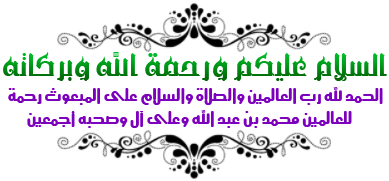 السلام عليكم ورحمة الله وبركاته
الحمد لله رب العالمين والصلاة والسلام على المبعوث رحمة
للعالمين محمد بن عبد الله وعلى آل وصحبه اجمعين